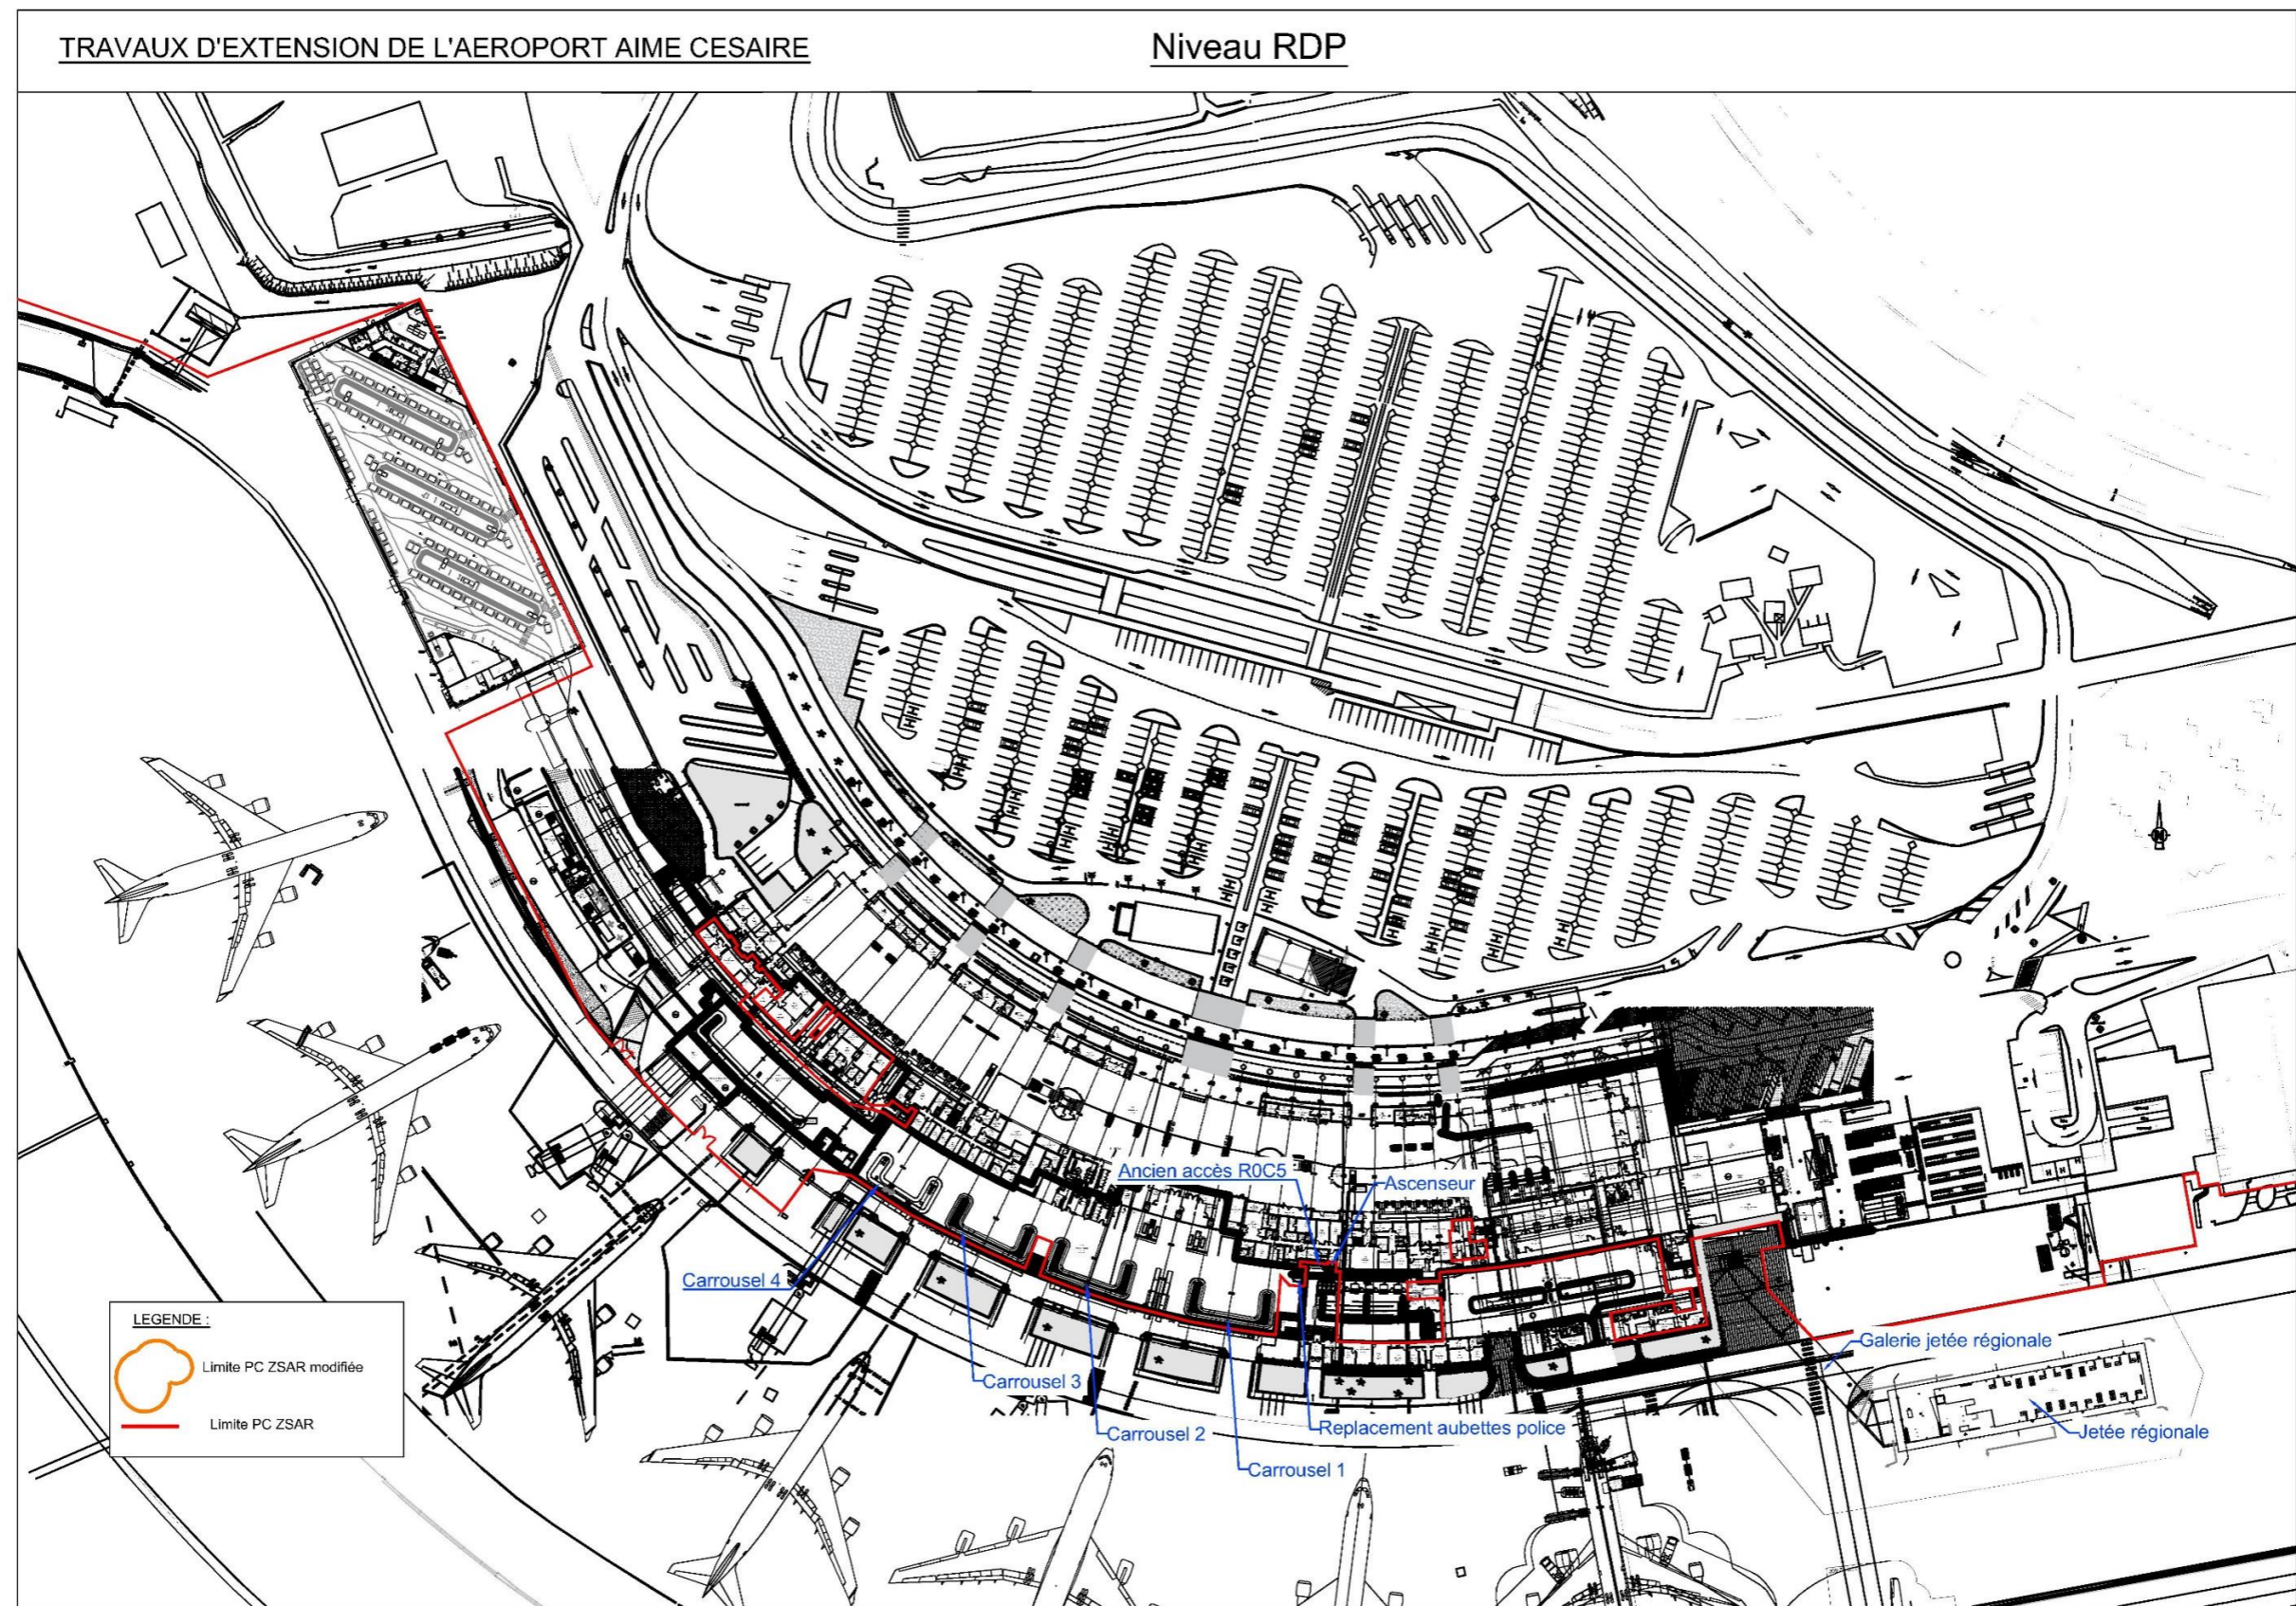 TRAVAUX D'EXTENSION DE L'AEROPORT AIME CESAIRE
Niveau RDP
Ancien accès R0C5
Ascenseur
Carrousel 4
LEGENDE :
Limite PC ZSAR modifiée
Limite PC ZSAR
Galerie jetée régionale
Carrousel 3
Replacement aubettes police
Carrousel 2
Jetée régionale
Carrousel 1